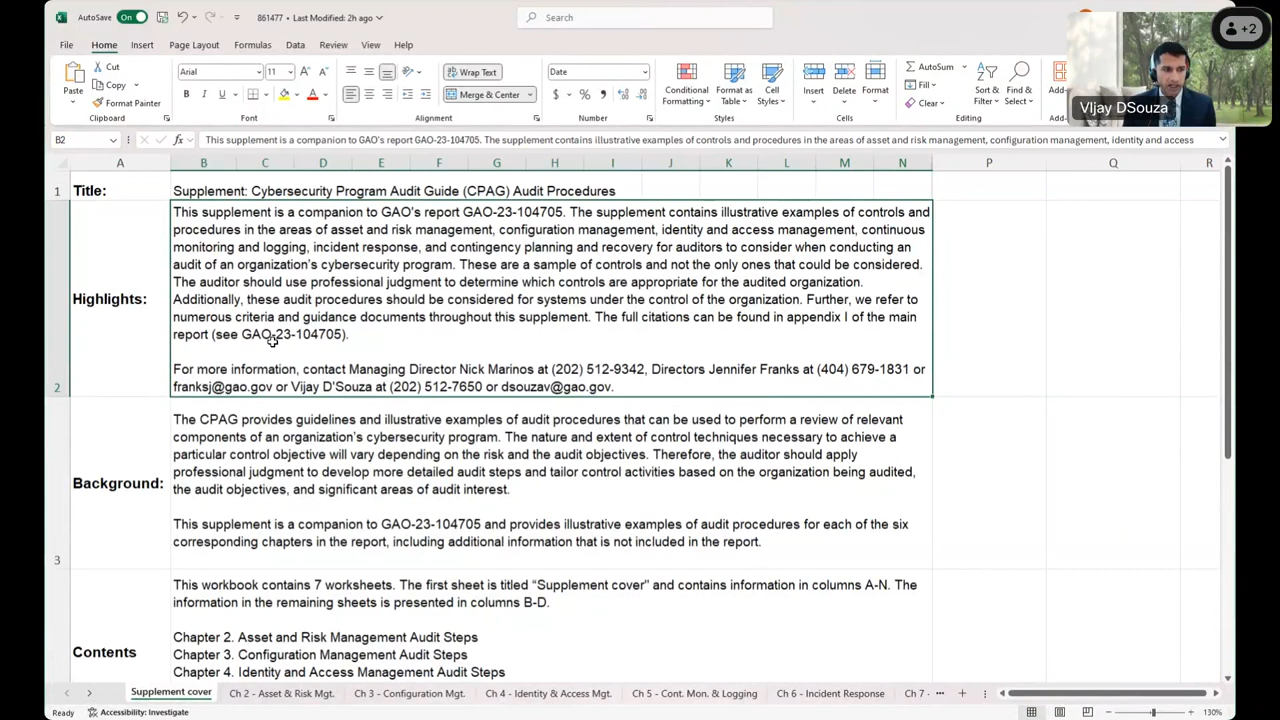 AutoSave On 861477 • Last Modified: 2h ago Search +2
File Home Insert Page Layout Formulas Data Review View Help
Paste Cut Copy Format Painter Clipboard
Arial 11 A A B I U A Font
Wrap Text Merge & Center Alignment
Date $ % 9 Number
Conditional Formatting Format as Table Cell Styles Styles
Insert Delete Format Cells
AutoSum Fill Clear Sort & Filter Find & Select Editing
Add-
VIjay DSouza
B2 fx This supplement is a companion to GAO's report GAO-23-104705. The supplement contains illustrative examples of controls and procedures in the areas of asset and risk management, configuration management, identity and access
A B C D E F G H I J K L M N P Q R
1 Title: Supplement: Cybersecurity Program Audit Guide (CPAG) Audit Procedures
This supplement is a companion to GAO's report GAO-23-104705. The supplement contains illustrative examples of controls and
procedures in the areas of asset and risk management, configuration management, identity and access management, continuous
monitoring and logging, incident response, and contingency planning and recovery for auditors to consider when conducting an
audit of an organization's cybersecurity program. These are a sample of controls and not the only ones that could be considered.
The auditor should use professional judgment to determine which controls are appropriate for the audited organization.
Highlights: Additionally, these audit procedures should be considered for systems under the control of the organization. Further, we refer to
numerous criteria and guidance documents throughout this supplement. The full citations can be found in appendix I of the main
report (see GAO-23-104705).
For more information, contact Managing Director Nick Marinos at (202) 512-9342, Directors Jennifer Franks at (404) 679-1831 or
2 franksj@gao.gov or Vijay D'Souza at (202) 512-7650 or dsouzav@gao.gov.
The CPAG provides guidelines and illustrative examples of audit procedures that can be used to perform a review of relevant
components of an organization's cybersecurity program. The nature and extent of control techniques necessary to achieve a
particular control objective will vary depending on the risk and the audit objectives. Therefore, the auditor should apply
professional judgment to develop more detailed audit steps and tailor control activities based on the organization being audited,
Background: the audit objectives, and significant areas of audit interest.
This supplement is a companion to GAO-23-104705 and provides illustrative examples of audit procedures for each of the six
corresponding chapters in the report, including additional information that is not included in the report.
3
This workbook contains 7 worksheets. The first sheet is titled “Supplement cover” and contains information in columns A-N. The
information in the remaining sheets is presented in columns B-D.
Chapter 2. Asset and Risk Management Audit Steps
Contents Chapter 3. Configuration Management Audit Steps
Chapter 4. Identity and Access Management Audit Steps
Supplement cover Ch 2 - Asset & Risk Mgt. Ch 3 - Configuration Mgt. Ch 4 - Identity & Access Mgt. Ch 5 - Cont. Mon. & Logging Ch 6 - Incident Response Ch 7 -
Ready Accessibility: Investigate 130%